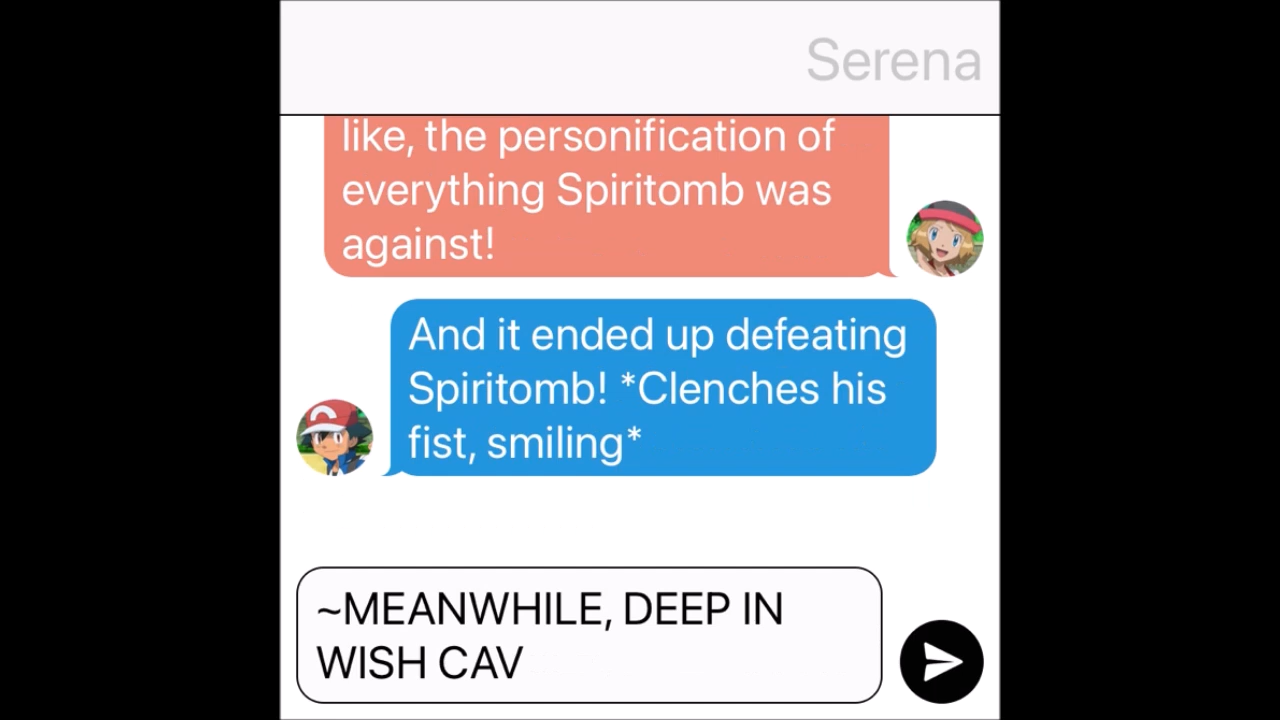 Serena
like, the personification of
everything Spiritomb was
against!
And it ended up defeating
Spiritomb! *Clenches his
fist, smiling*
~MEANWHILE, DEEP IN
WISH CAV